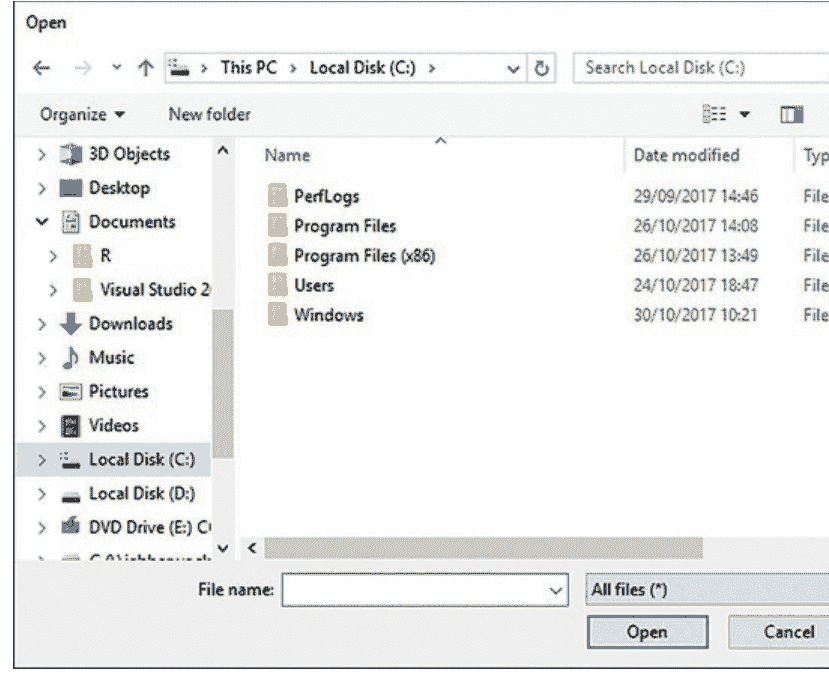 Open
This PC > Local Disk (C:) >
Search Local Disk (C:)
Organize
New folder
3D Objects
Desktop
Documents
R
Visual Studio 2
Downloads
Music
Pictures
Videos
Local Disk (C:)
Local Disk (D:)
DVD Drive (E:) C
Name Date modified Typ
PerfLogs 29/09/2017 14:46 File
Program Files 26/10/2017 14:08 File
Program Files (x86) 26/10/2017 13:49 File
Users 24/10/2017 18:47 File
Windows 30/10/2017 10:21 File
File name:
All files (*)
Open
Cancel